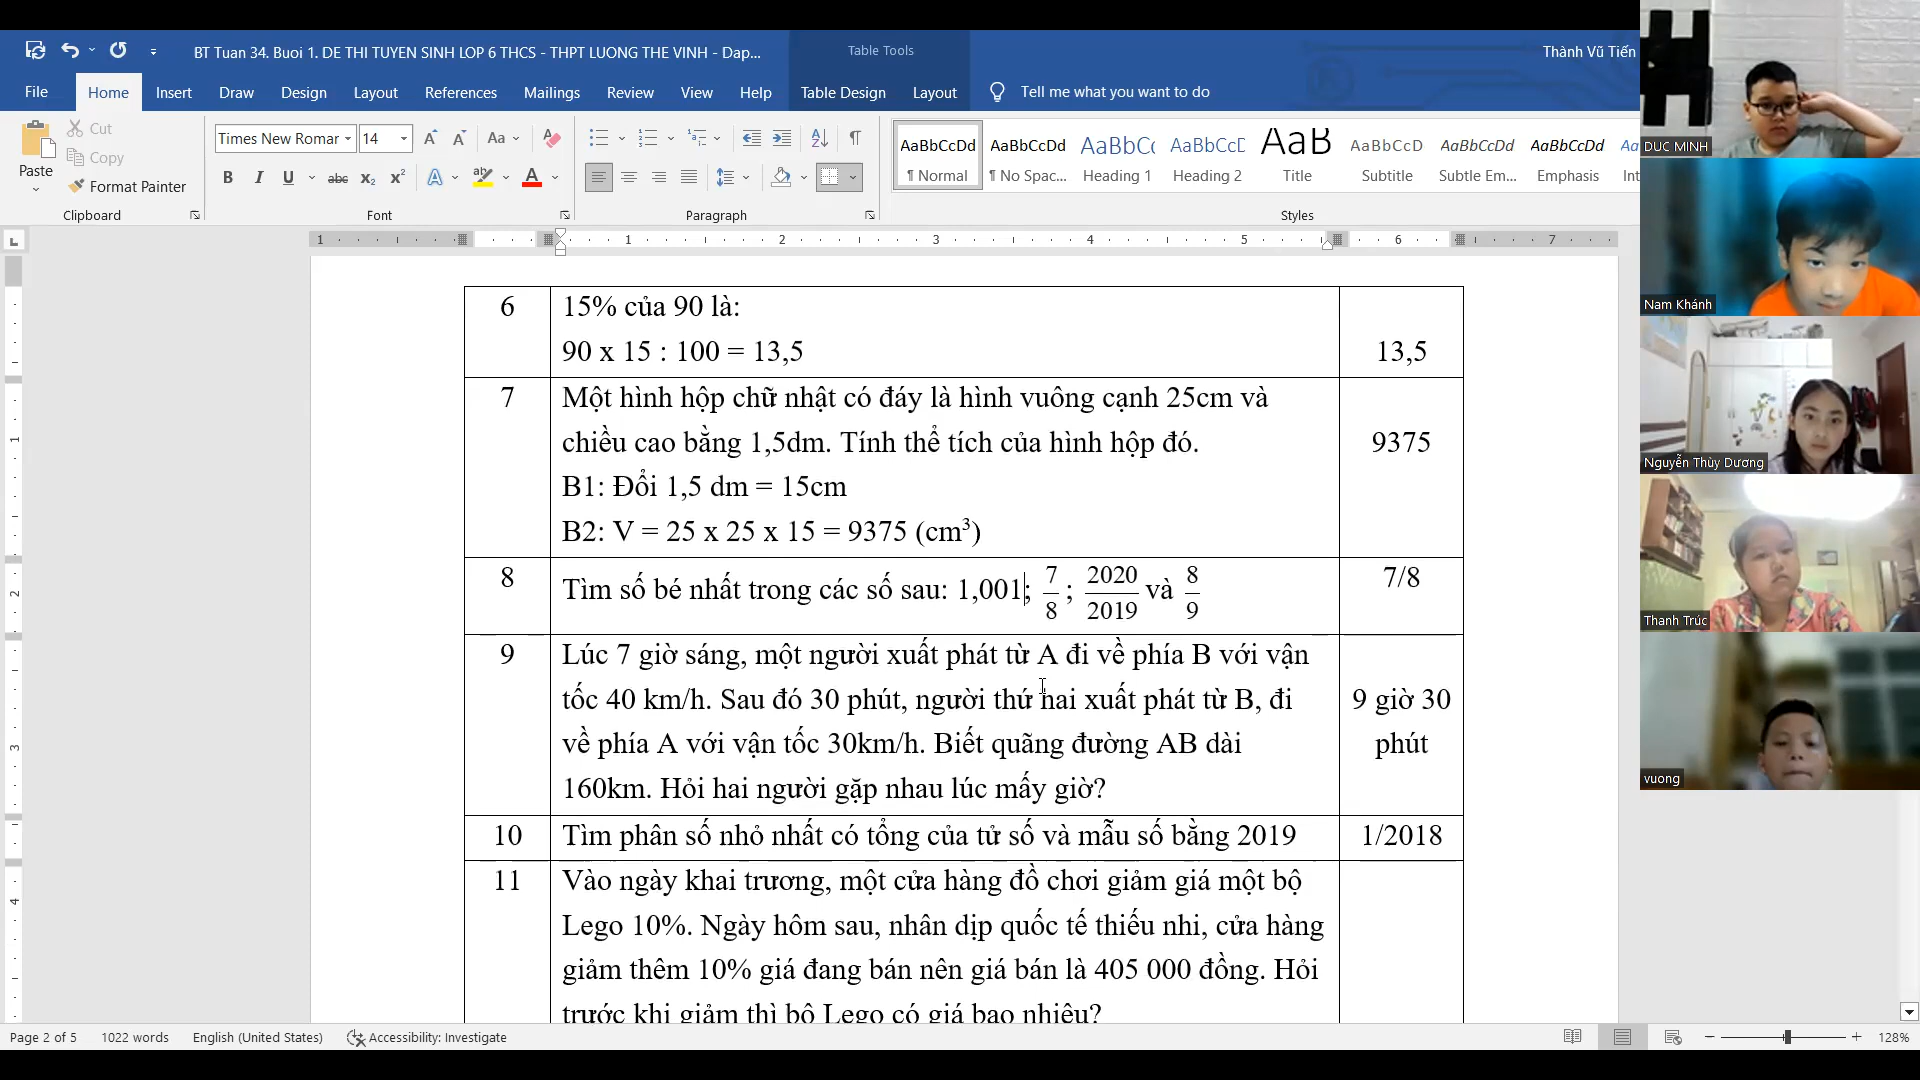 BT Tuan 34. Buoi 1. DE THI TUYEN SINH LOP 6 THCS - THPT LUONG THE VINH - Dap...
Table Tools
Thành Vũ Tiến
File Home Insert Draw Design Layout References Mailings Review View Help Table Design Layout Tell me what you want to do
Paste
Cut
Copy
Format Painter
Clipboard
Times New Romar 14
Font
Paragraph
AaBbCcDd AaBbCcDd AaBbC AaBbCcD AaB AaBbCcD AaBbCcDd AaBbCcDd
¶ Normal ¶ No Spac... Heading 1 Heading 2 Title Subtitle Subtle Em... Emphasis Int
Styles
1 1 2 3 4 5 6 7
6 15% của 90 là:
90 x 15 : 100 = 13,5 13,5
7 Một hình hộp chữ nhật có đáy là hình vuông cạnh 25cm và
chiều cao bằng 1,5dm. Tính thể tích của hình hộp đó. 9375
B1: Đổi 1,5 dm = 15cm
B2: V = 25 x 25 x 15 = 9375 (cm³)
8 Tìm số bé nhất trong các số sau: 1,001; 7/8 ; 2020/2019 và 8/9 7/8
9 Lúc 7 giờ sáng, một người xuất phát từ A đi về phía B với vận
tốc 40 km/h. Sau đó 30 phút, người thứ hai xuất phát từ B, đi 9 giờ 30
về phía A với vận tốc 30km/h. Biết quãng đường AB dài phút
160km. Hỏi hai người gặp nhau lúc mấy giờ?
10 Tìm phân số nhỏ nhất có tổng của tử số và mẫu số bằng 2019 1/2018
11 Vào ngày khai trương, một cửa hàng đồ chơi giảm giá một bộ
Lego 10%. Ngày hôm sau, nhân dịp quốc tế thiếu nhi, cửa hàng
giảm thêm 10% giá đang bán nên giá bán là 405 000 đồng. Hỏi
trước khi giảm thì bộ Lego có giá bao nhiêu?
Page 2 of 5 1022 words English (United States) Accessibility: Investigate 128%
DUC MINH
Nam Khánh
Nguyễn Thùy Dương
Thanh Trúc
vuong